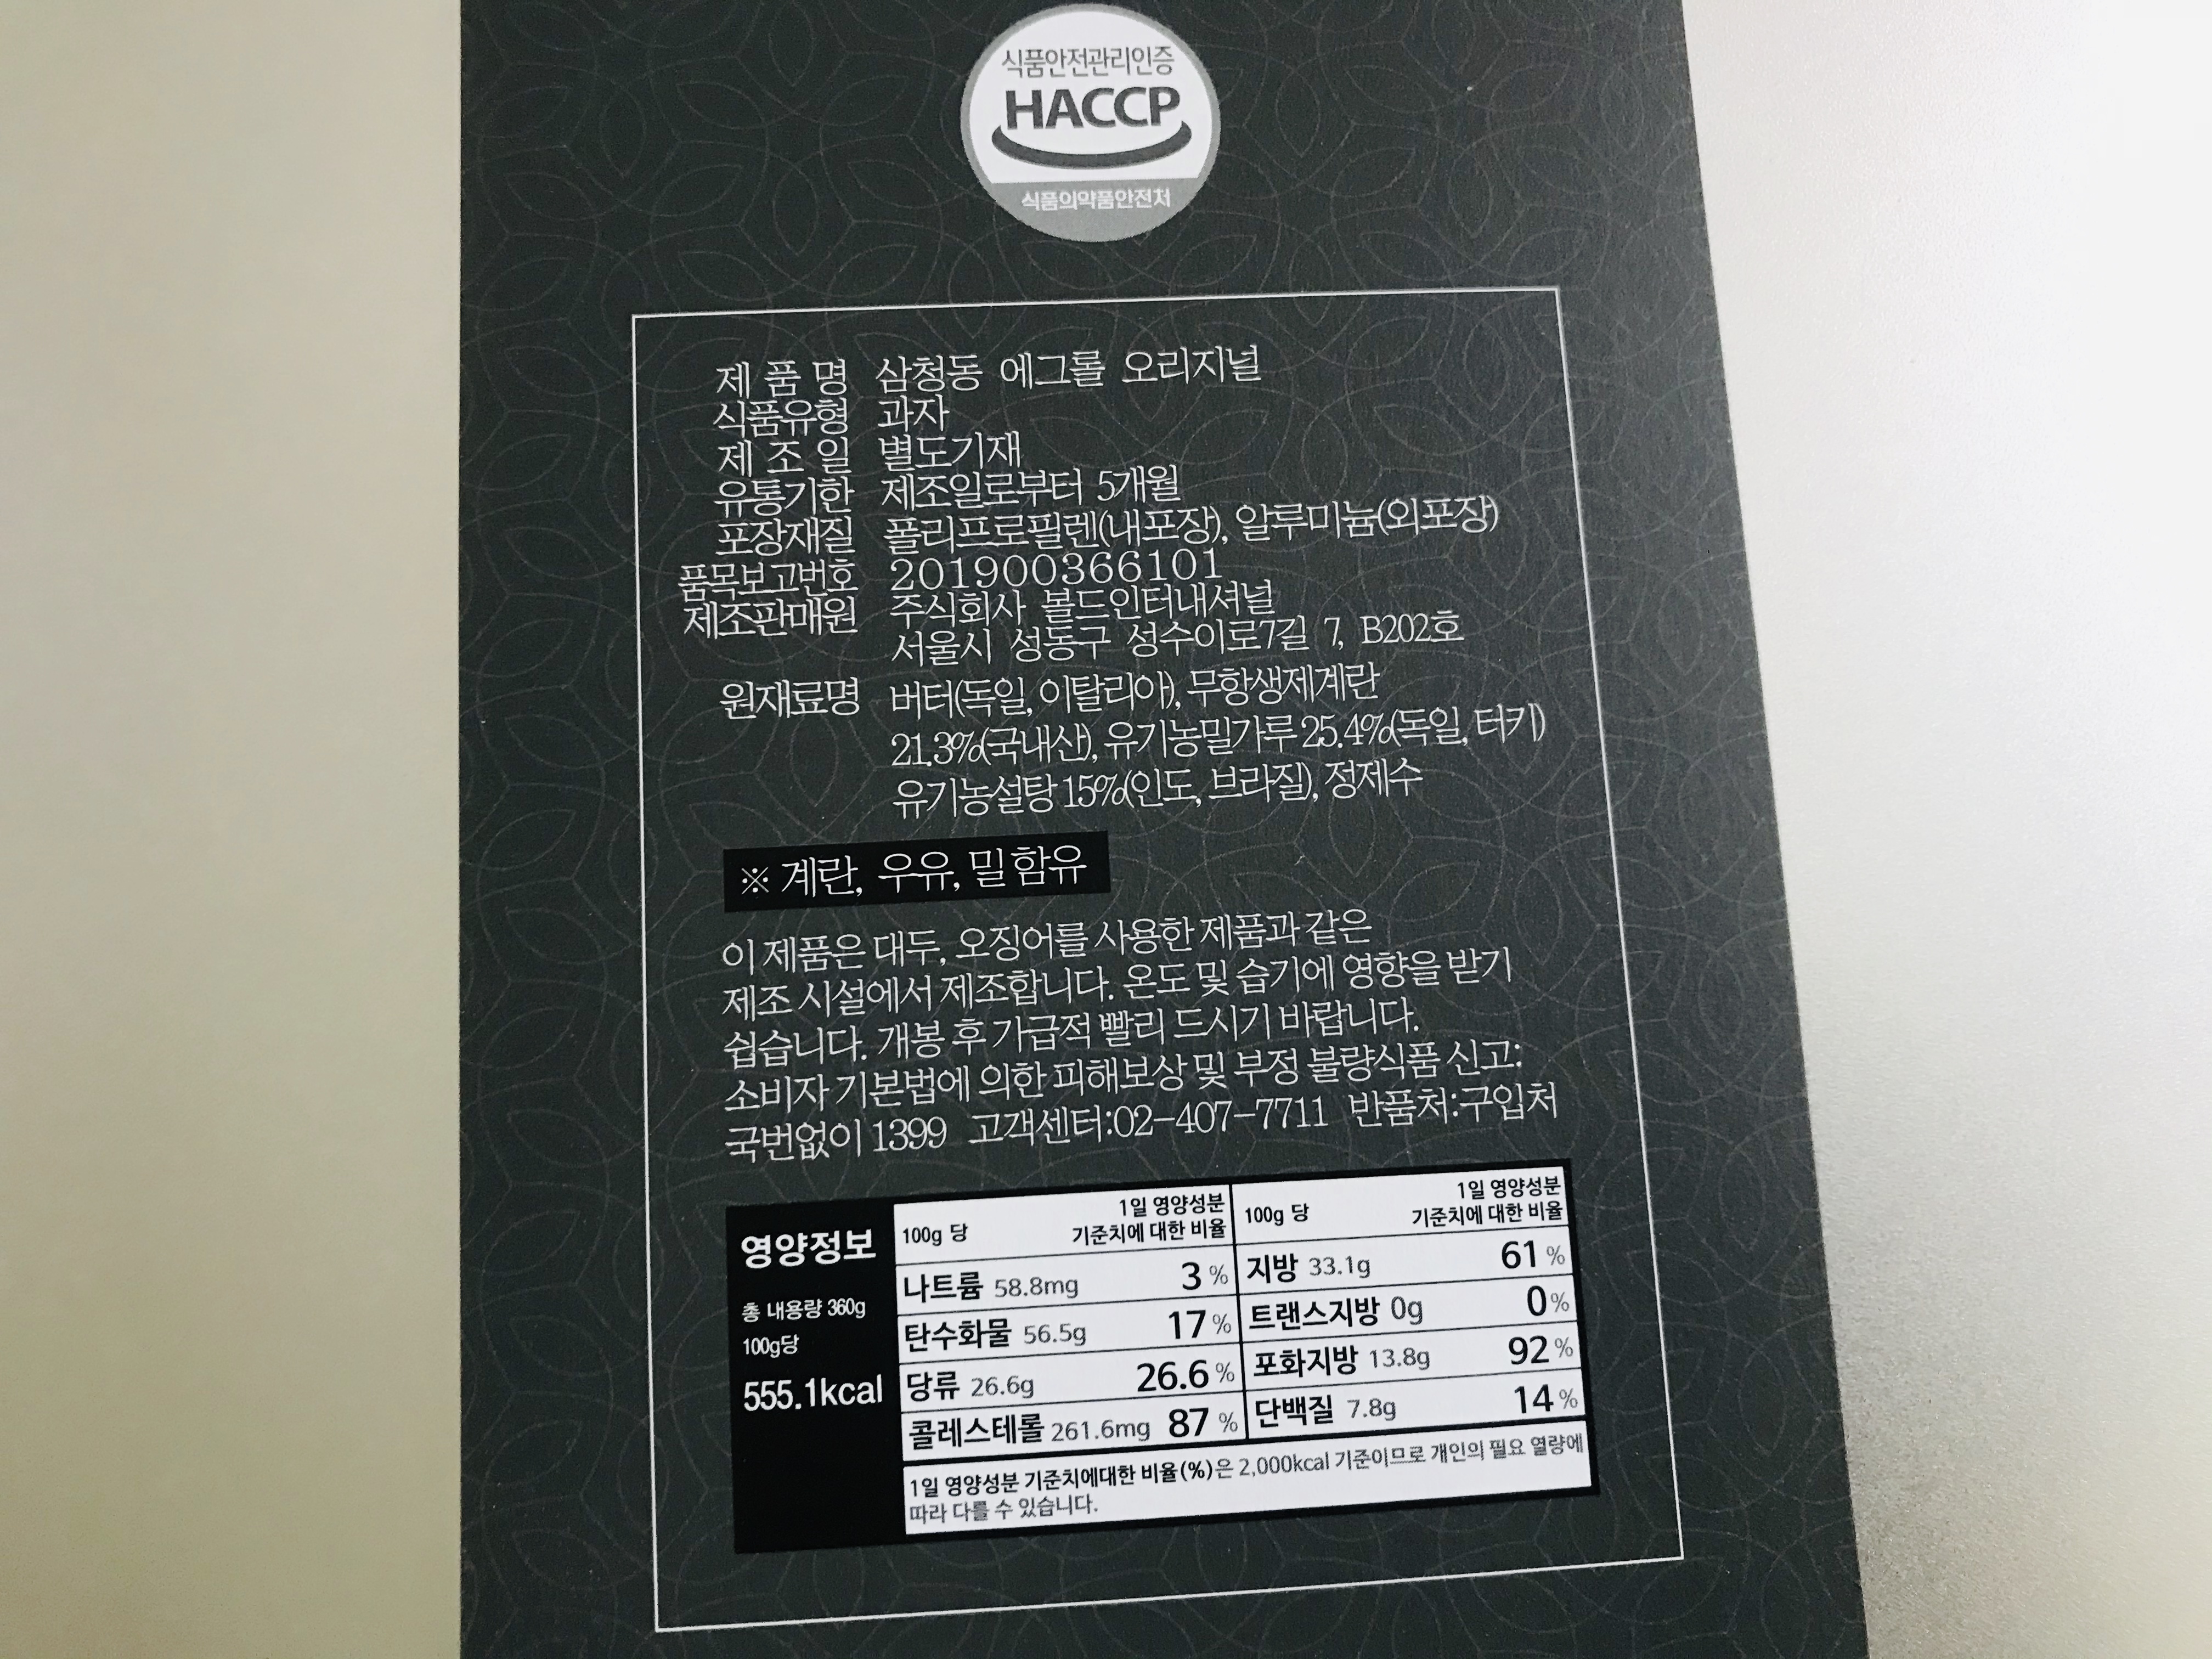 식품안전관리인증
HACCP
식품의약품안전처
제 품 명 삼청동 에그롤 오리지널
식품유형 과자
제 조 일 별도기재
유통기한 제조일로부터 5개월
포장재질 폴리프로필렌(내포장), 알루미늄(외포장)
품목보고번호 201900366101
제조판매원 주식회사 볼드인터내셔널
서울시 성동구 성수이로7길 7, B202호
원재료명 버터(독일, 이탈리아), 무항생제계란
21.3%(국내산), 유기농밀가루 25.4%(독일, 터키)
유기농설탕 15%(인도, 브라질), 정제수
※ 계란, 우유, 밀 함유
이 제품은 대두, 오징어를 사용한 제품과 같은
제조 시설에서 제조합니다. 온도 및 습기에 영향을 받기
쉽습니다. 개봉 후 가급적 빨리 드시기 바랍니다.
소비자 기본법에 의한 피해보상 및 부정 불량식품 신고:
국번없이 1399 고객센터:02-407-7711 반품처:구입처
영양정보
총 내용량 360g
100g당
555.1kcal
100g 당 1일 영양성분 기준치에 대한 비율
나트륨 58.8mg 3 %
탄수화물 56.5g 17 %
당류 26.6g 26.6 %
콜레스테롤 261.6mg 87 %
100g 당 1일 영양성분 기준치에 대한 비율
지방 33.1g 61 %
트랜스지방 0g 0 %
포화지방 13.8g 92 %
단백질 7.8g 14 %
1일 영양성분 기준치에대한 비율(%)은 2,000kcal 기준이므로 개인의 필요 열량에
따라 다를 수 있습니다.